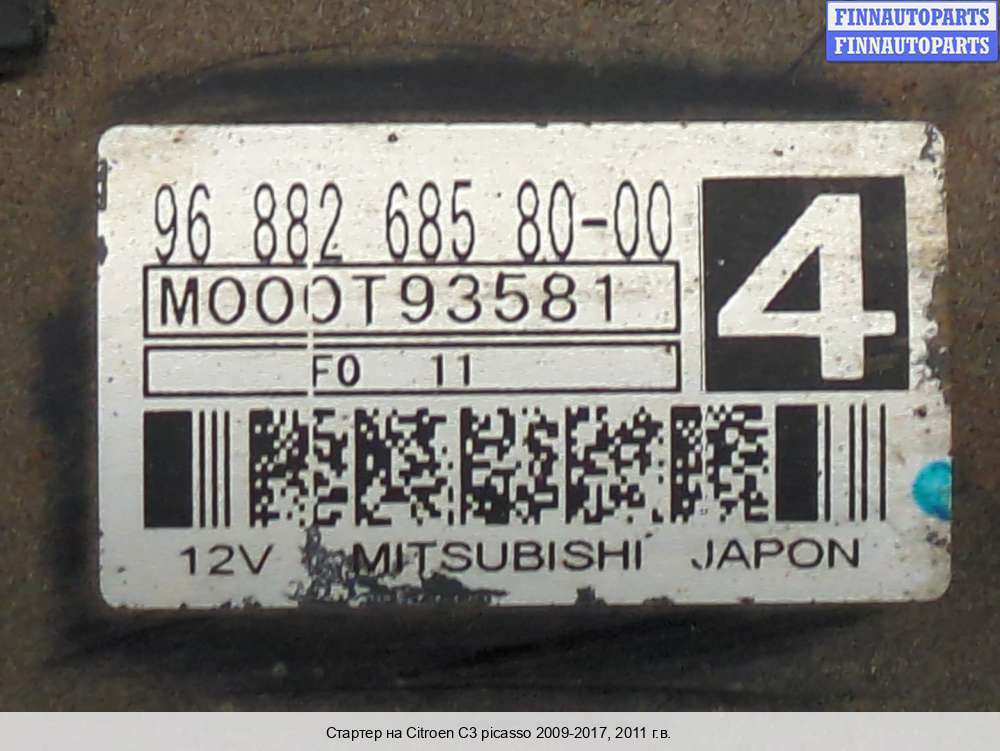 FINNAUTOPARTS
FINNAUTOPARTS
96 882 685 80-00
4
M000T93581
F0 11
12V MITSUBISHI JAPON
Стартер на Citroen C3 picasso 2009-2017, 2011 г.в.